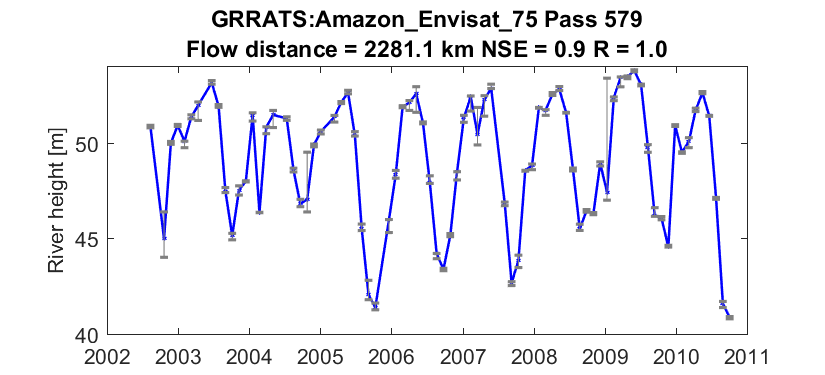 GRRATS:Amazon_Envisat_75 Pass 579
Flow distance = 2281.1 km NSE = 0.9 R = 1.0
River height [m]
50
45
40
2002 2003 2004 2005 2006 2007 2008 2009 2010 2011